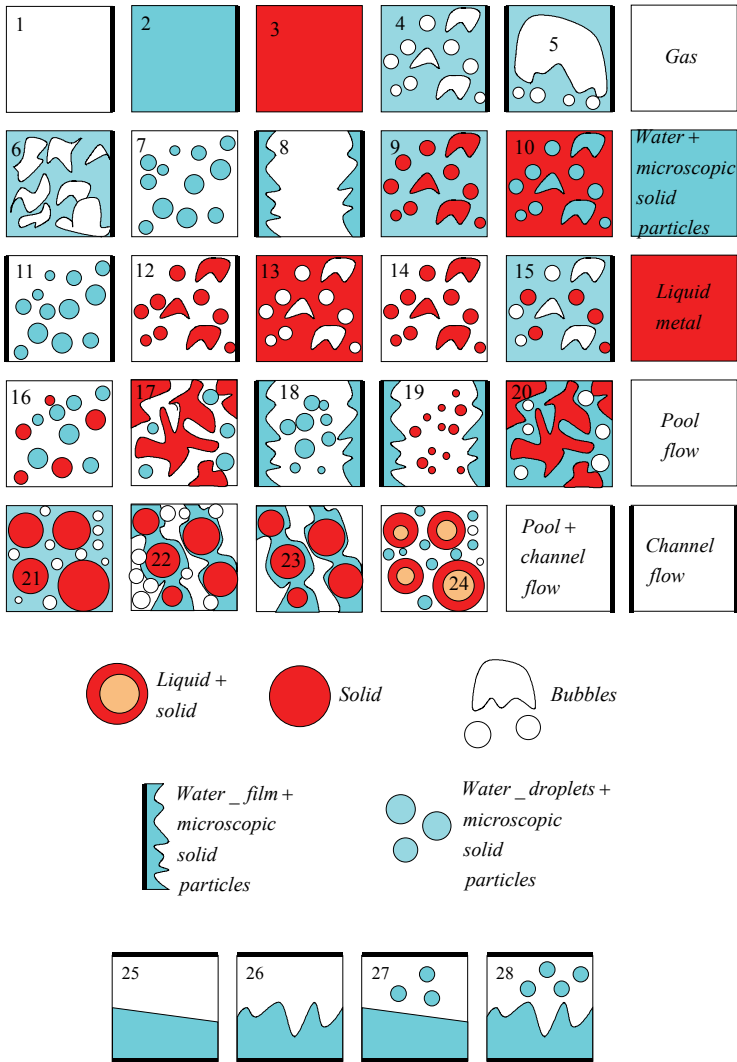 1
2
3
4
5
Gas
6
7
8
9
10
Water +
microscopic
solid
particles
11
12
13
14
15
Liquid
metal
16
17
18
19
20
Pool
flow
21
22
23
24
Pool +
channel
flow
Channel
flow
Liquid +
solid
Solid
Bubbles
Water _ film +
microscopic
solid
particles
Water _ droplets +
microscopic
solid
particles
25
26
27
28